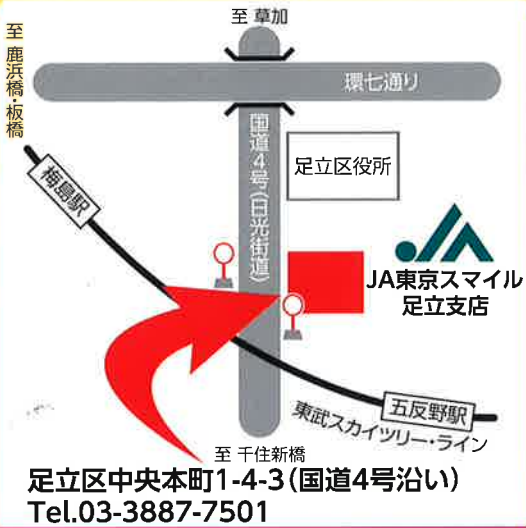 至 草加
至 鹿浜橋・板橋
環七通り
国道4号(日光街道)
足立区役所
梅島駅
JA
JA東京スマイル
足立支店
五反野駅
東武スカイツリー・ライン
至 千住新橋
足立区中央本町1-4-3(国道4号沿い)
Tel.03-3887-7501